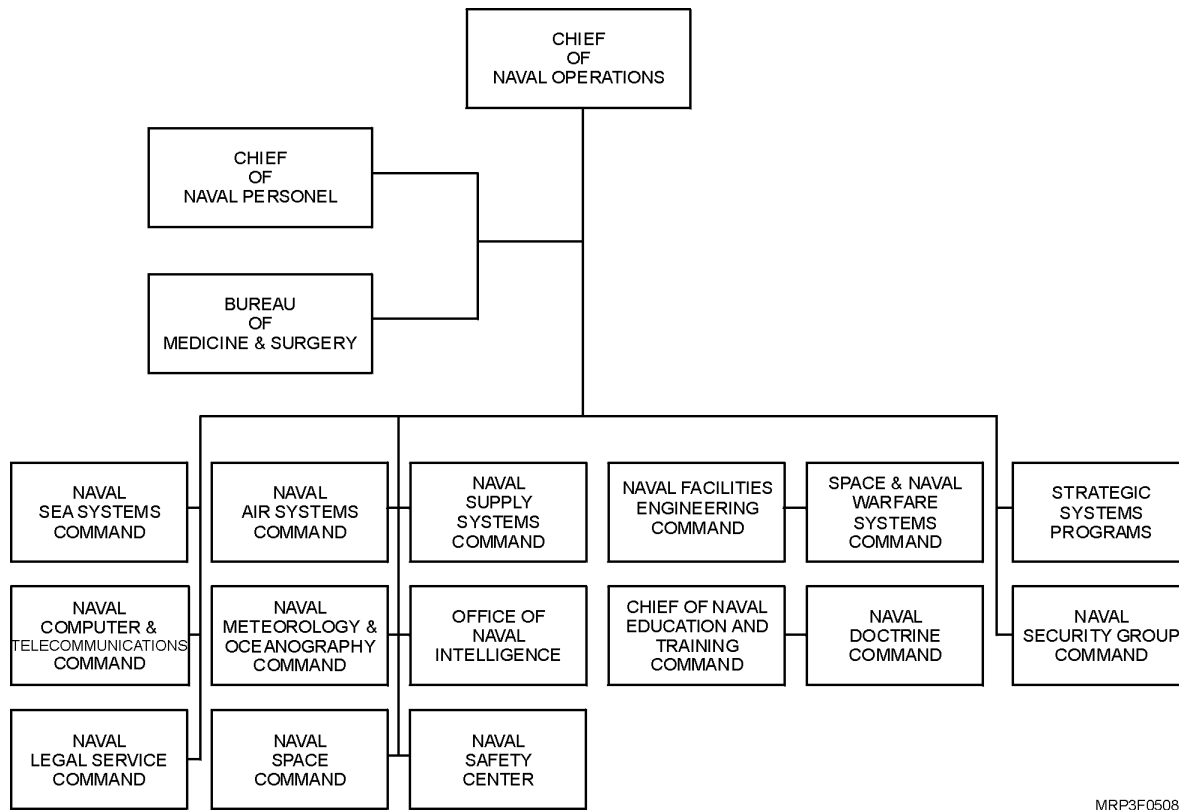 CHIEF
OF
NAVAL OPERATIONS
CHIEF
OF
NAVAL PERSONEL
BUREAU
OF
MEDICINE & SURGERY
NAVAL
SEA SYSTEMS
COMMAND
NAVAL
AIR SYSTEMS
COMMAND
NAVAL
SUPPLY
SYSTEMS
COMMAND
NAVAL FACILITIES
ENGINEERING
COMMAND
SPACE & NAVAL
WARFARE
SYSTEMS
COMMAND
STRATEGIC
SYSTEMS
PROGRAMS
NAVAL
COMPUTER &
TELECOMMUNICATIONS
COMMAND
NAVAL
METEOROLOGY &
OCEANOGRAPHY
COMMAND
OFFICE OF
NAVAL
INTELLIGENCE
CHIEF OF NAVAL
EDUCATION AND
TRAINING
COMMAND
NAVAL
DOCTRINE
COMMAND
NAVAL
SECURITY GROUP
COMMAND
NAVAL
LEGAL SERVICE
COMMAND
NAVAL
SPACE
COMMAND
NAVAL
SAFETY
CENTER
MRP3F0508